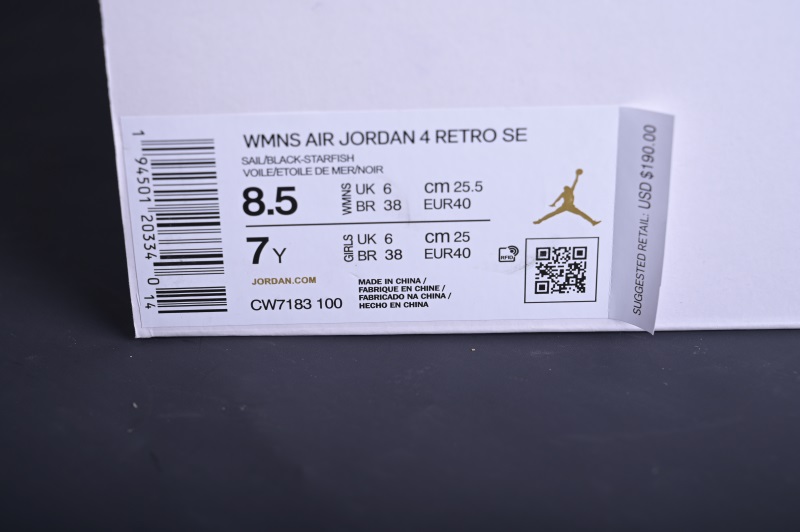 WMNS AIR JORDAN 4 RETRO SE
SAIL/BLACK-STARFISH
VOILE/ETOILE DE MER/NOIR
8.5 WMNS UK 6 cm 25.5
BR 38 EUR40
7Y GIRLS UK 6 cm 25
BR 38 EUR40
RFID
JORDAN.COM
CW7183 100
MADE IN CHINA /
FABRIQUE EN CHINE /
FABRICADO NA CHINA /
HECHO EN CHINA
1 94501 20334 0 14
SUGGESTED RETAIL: USD $190.00